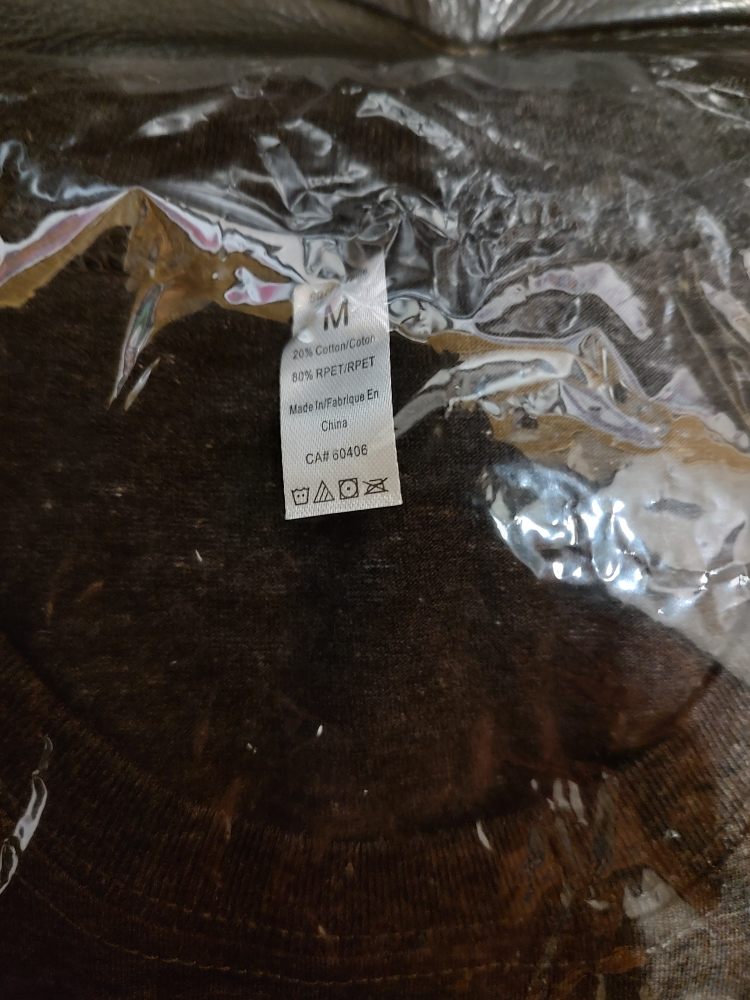 M
20% Cotton/Coton
80% RPET/RPET
Made In/Fabrique En
China
CA# 60406